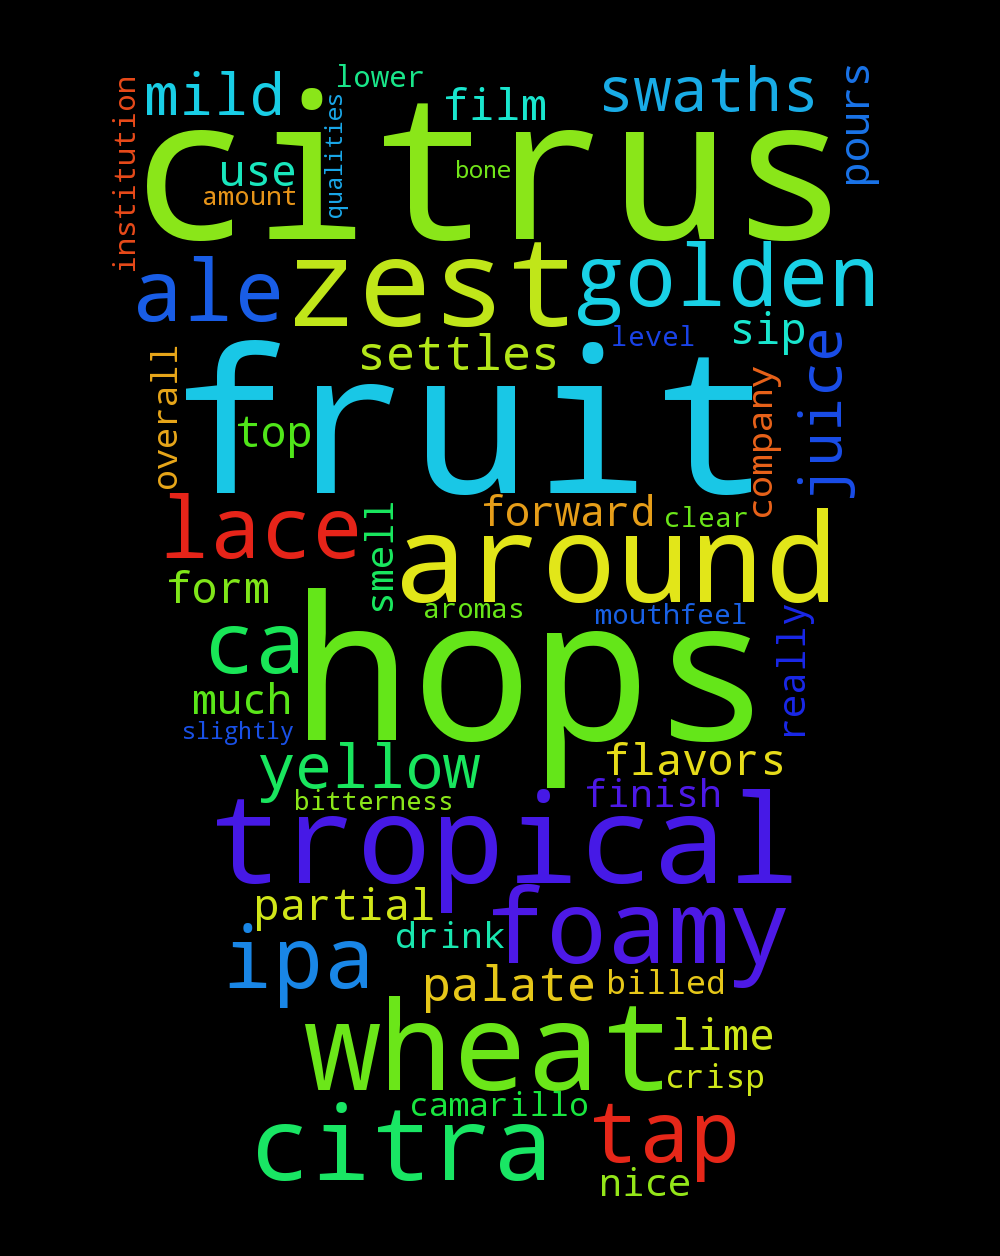 lower
mild
film
swaths
pours
institution
qualities
citrus
use
bone
amount
zest
golden
ale
sip
level
settles
juice
overall
fruit
top
company
lace
forward
clear
smell
around
form
aromas
mouthfeel
ca
hops
really
much
slightly
yellow
flavors
bitterness
finish
tropical
partial
foamy
drink
ipa
palate
billed
wheat
lime
crisp
camarillo
citra
tap
nice